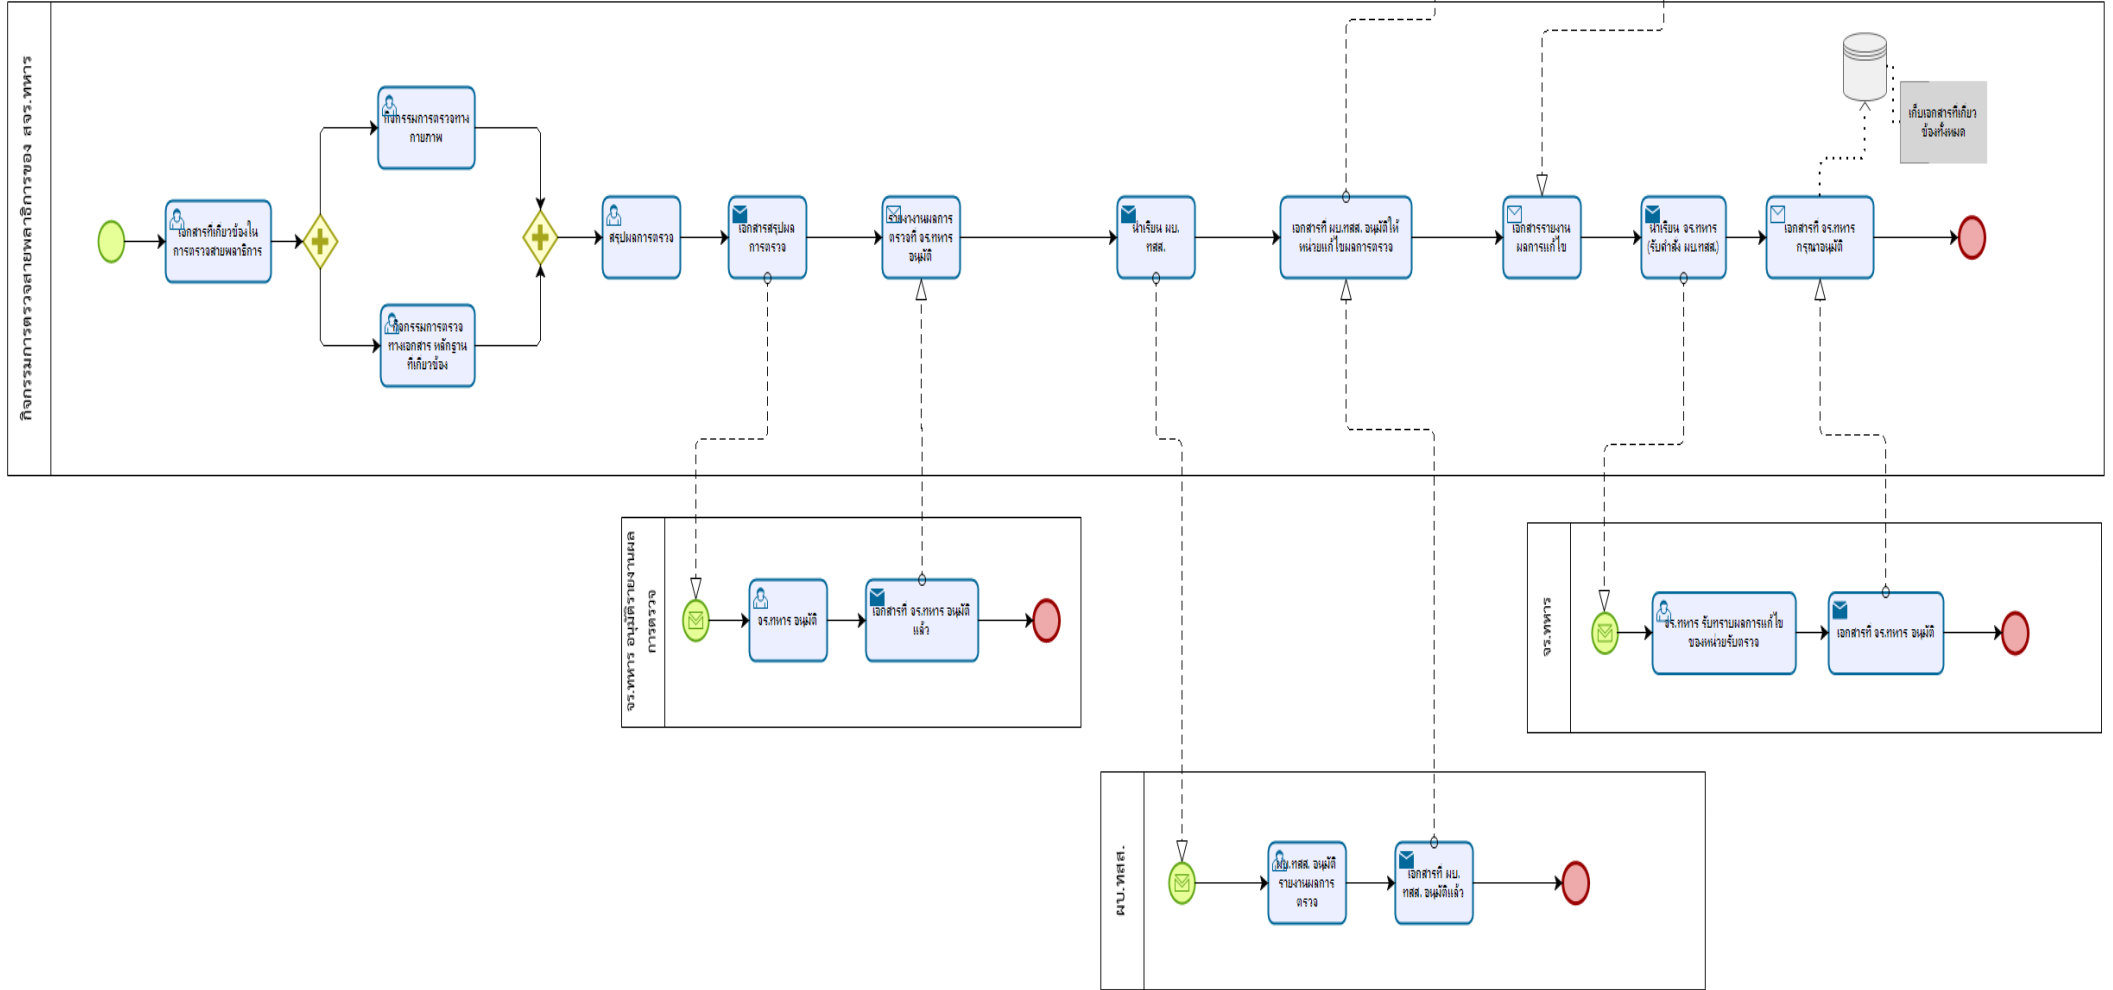 กิจกรรมการตรวจสายพลาธิการของ สจร.ทหาร
กิจกรรมการตรวจทาง
กายภาพ
เอกสารที่เกี่ยวข้องใน
การตรวจสายพลาธิการ
กิจกรรมการตรวจ
ทางเอกสาร หลักฐาน
ที่เกี่ยวข้อง
สรุปผลการตรวจ
เอกสารสรุปผล
การตรวจ
รายงานผลการ
ตรวจที่ จร.ทหาร
อนุมัติ
นำเรียน ผบ.
ทสส.
เอกสารที่ ผบ.ทสส. อนุมัติให้
หน่วยแก้ไขผลการตรวจ
เอกสารรายงาน
ผลการแก้ไข
นำเรียน จร.ทหาร
(รับคำสั่ง ผบ.ทสส.)
เอกสารที่ จร.ทหาร
กรุณาอนุมัติ
เก็บเอกสารที่เกี่ยว
ข้องทั้งหมด
จร.ทหาร อนุมัติรายงานผล
การตรวจ
จร.ทหาร อนุมัติ
เอกสารที่ จร.ทหาร อนุมัติ
แล้ว
จร.ทหาร
จร.ทหาร รับทราบผลการแก้ไข
ของหน่วยรับตรวจ
เอกสารที่ จร.ทหาร อนุมัติ
ผบ.ทสส.
ผบ.ทสส. อนุมัติ
รายงานผลการ
ตรวจ
เอกสารที่ ผบ.
ทสส. อนุมัติแล้ว